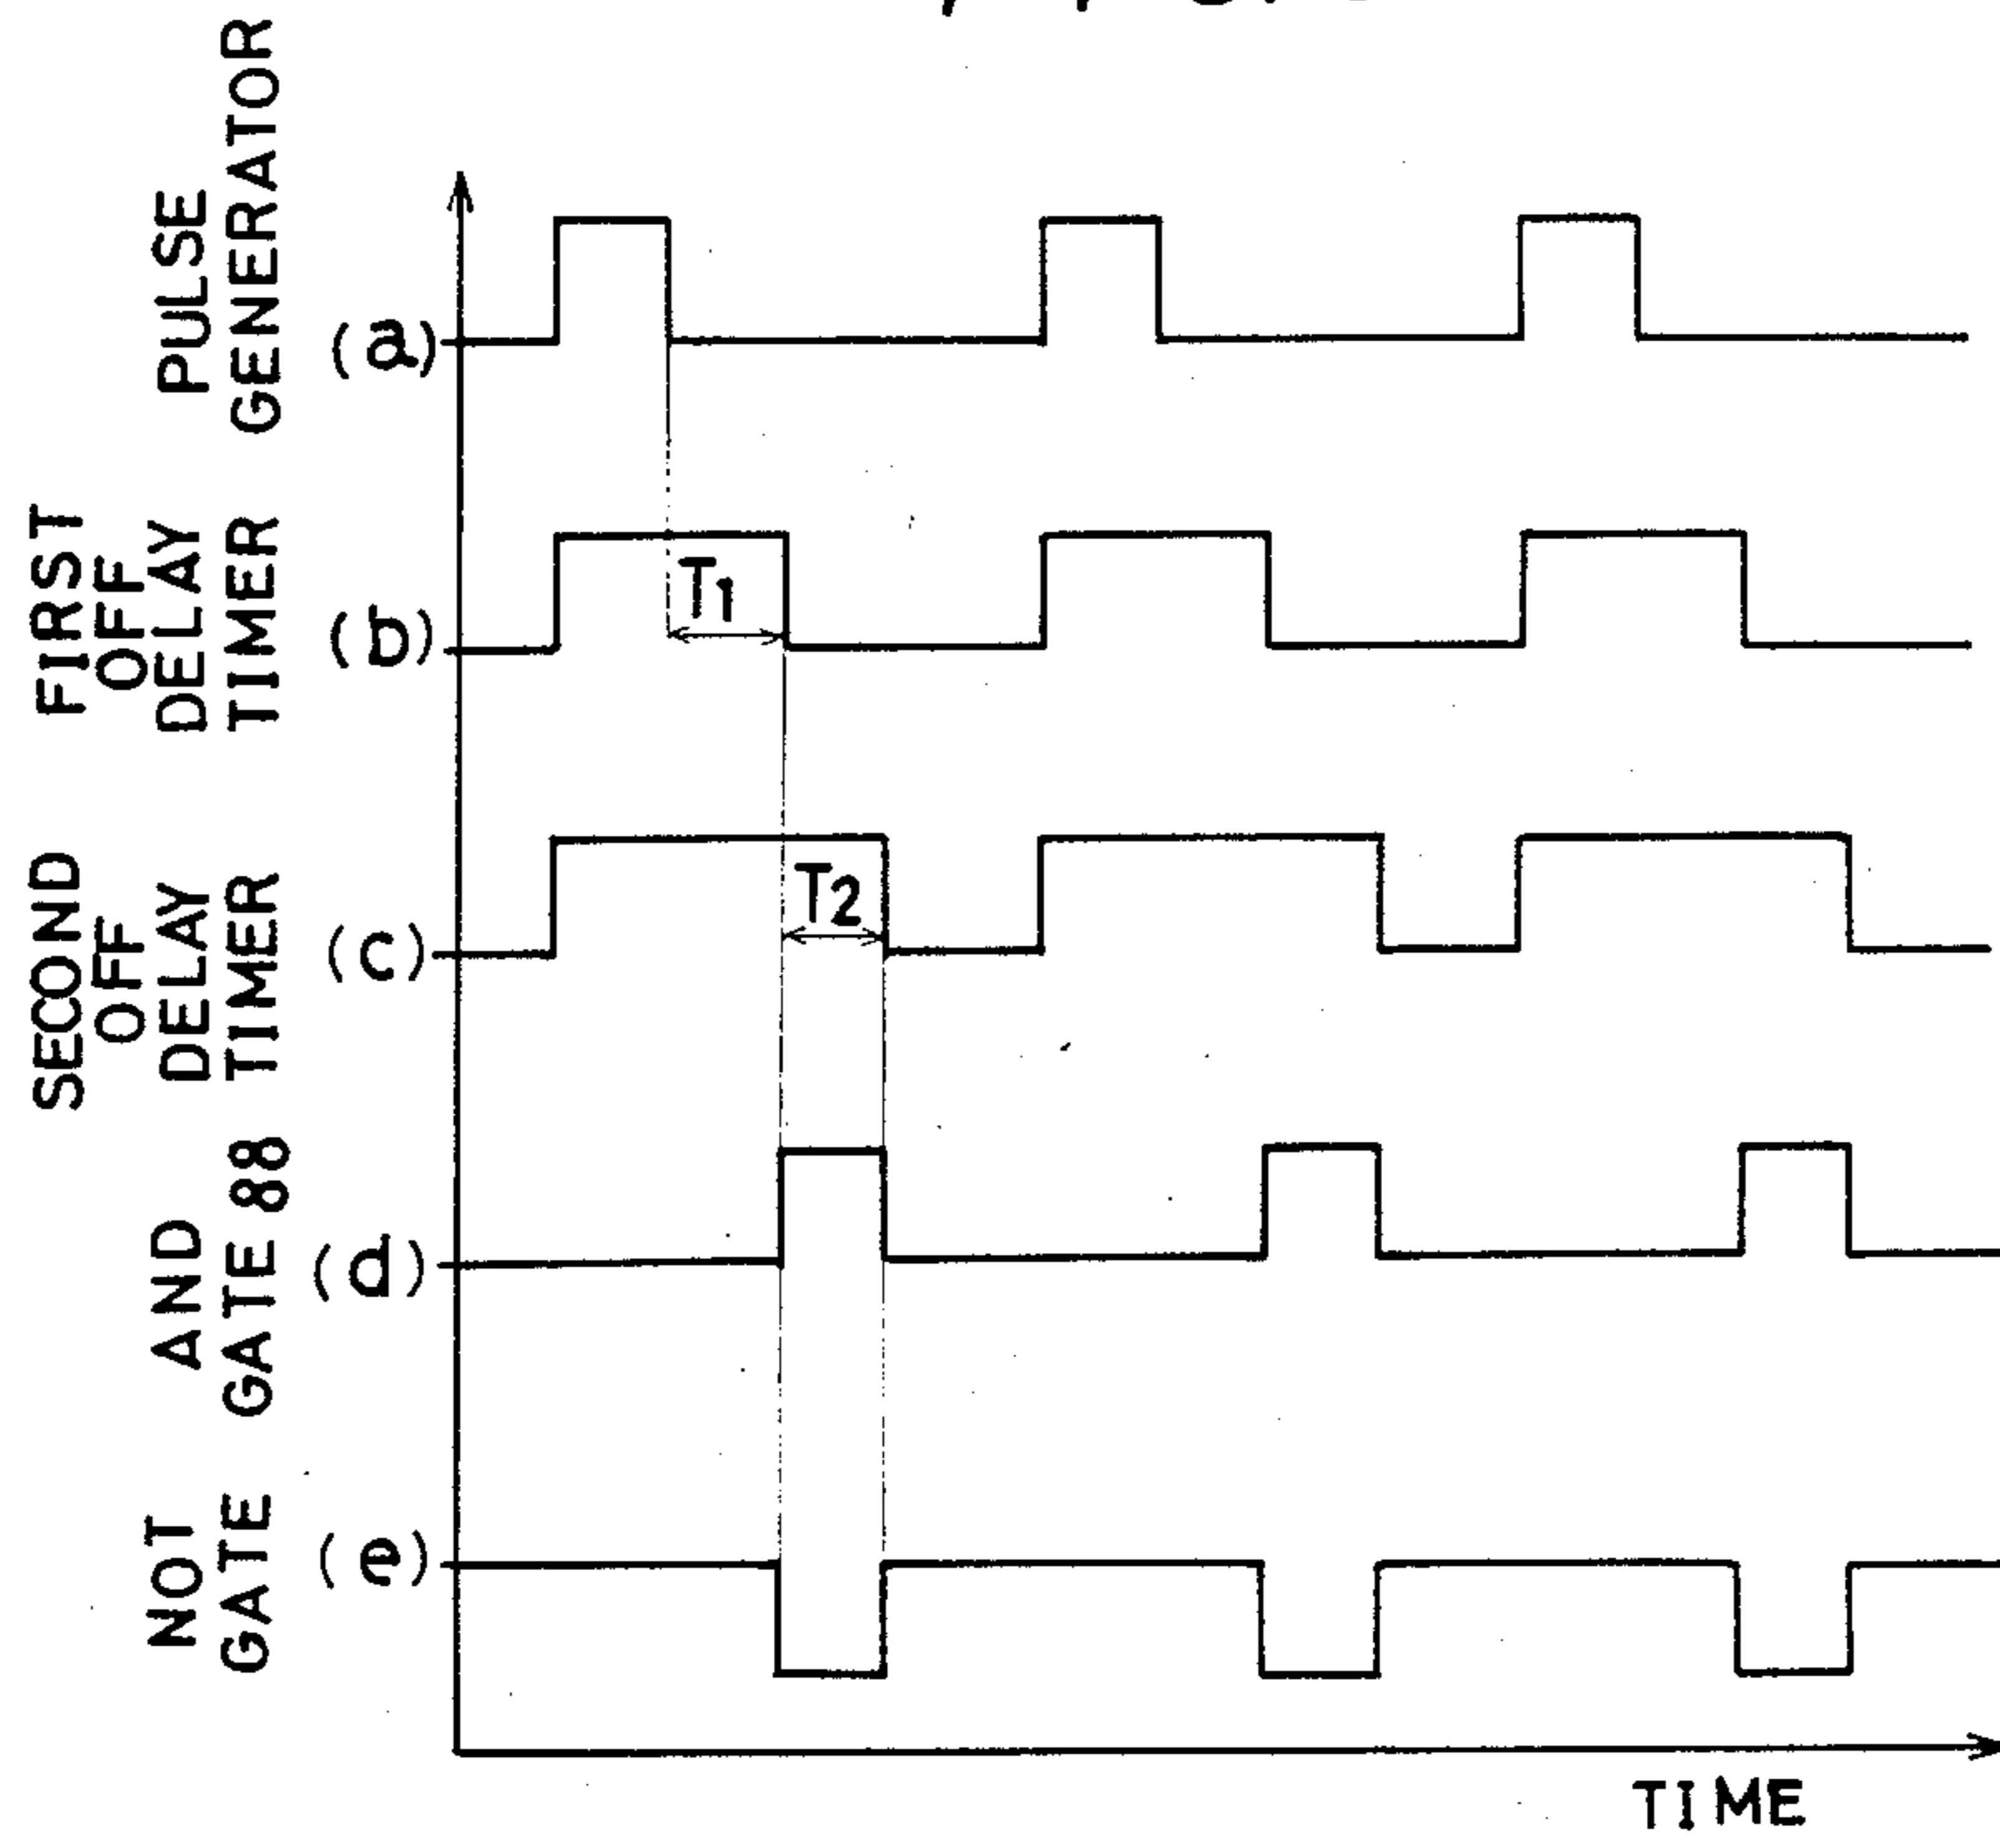 PULSE
GENERATOR
(a)
FIRST
OFF
DELAY
TIMER
(b)
T1
SECOND
OFF
DELAY
TIMER
(c)
T2
AND
GATE 88
(d)
NOT
GATE
(e)
TIME